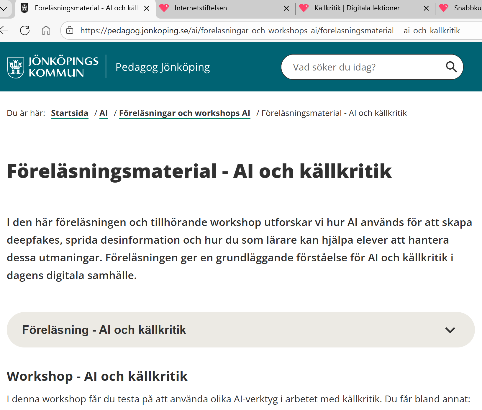 Föreläsningsmaterial - AI och käll
Internetstiftelsen
Källkritik | Digitala lektioner
Snabbku
https://pedagog.jonkoping.se/ai/forelasningar-och-workshops-ai/forelasningsmaterial---ai-och-kallkritik
JÖNKÖPINGS
KOMMUN
Pedagog Jönköping
Vad söker du idag?
Du är här: Startsida / AI / Föreläsningar och workshops AI / Föreläsningsmaterial - AI och källkritik
Föreläsningsmaterial - AI och källkritik
I den här föreläsningen och tillhörande workshop utforskar vi hur AI används för att skapa
deepfakes, sprida desinformation och hur du som lärare kan hjälpa elever att hantera
dessa utmaningar. Föreläsningen ger en grundläggande förståelse för AI och källkritik i
dagens digitala samhälle.
Föreläsning - AI och källkritik
Workshop - AI och källkritik
I denna workshop får du testa på att använda olika AI-verktyg i arbetet med källkritik. Du får bland annat: